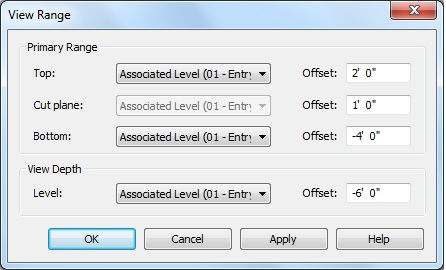 View Range
Primary Range
Top: Associated Level (01 - Entry Offset: 2' 0"
Cut plane: Associated Level (01 - Entry Offset: 1' 0"
Bottom: Associated Level (01 - Entry Offset: -4' 0"
View Depth
Level: Associated Level (01 - Entry Offset: -6' 0"
OK Cancel Apply Help